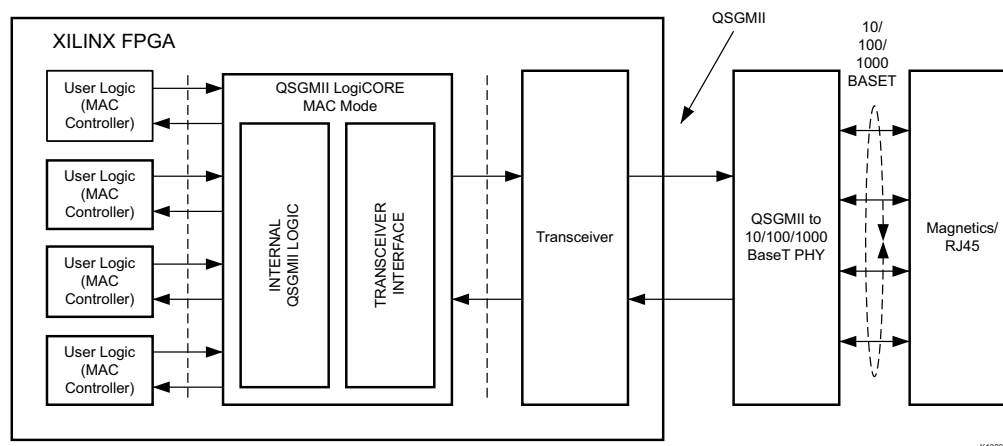 QSGMII
10/
100/
1000
BASET
XILINX FPGA
User Logic
(MAC
Controller)
User Logic
(MAC
Controller)
User Logic
(MAC
Controller)
User Logic
(MAC
Controller)
QSGMII LogiCORE
MAC Mode
INTERNAL
QSGMII LOGIC
TRANSCEIVER
INTERFACE
Transceiver
QSGMII to
10/100/1000
BaseT PHY
Magnetics/
RJ45